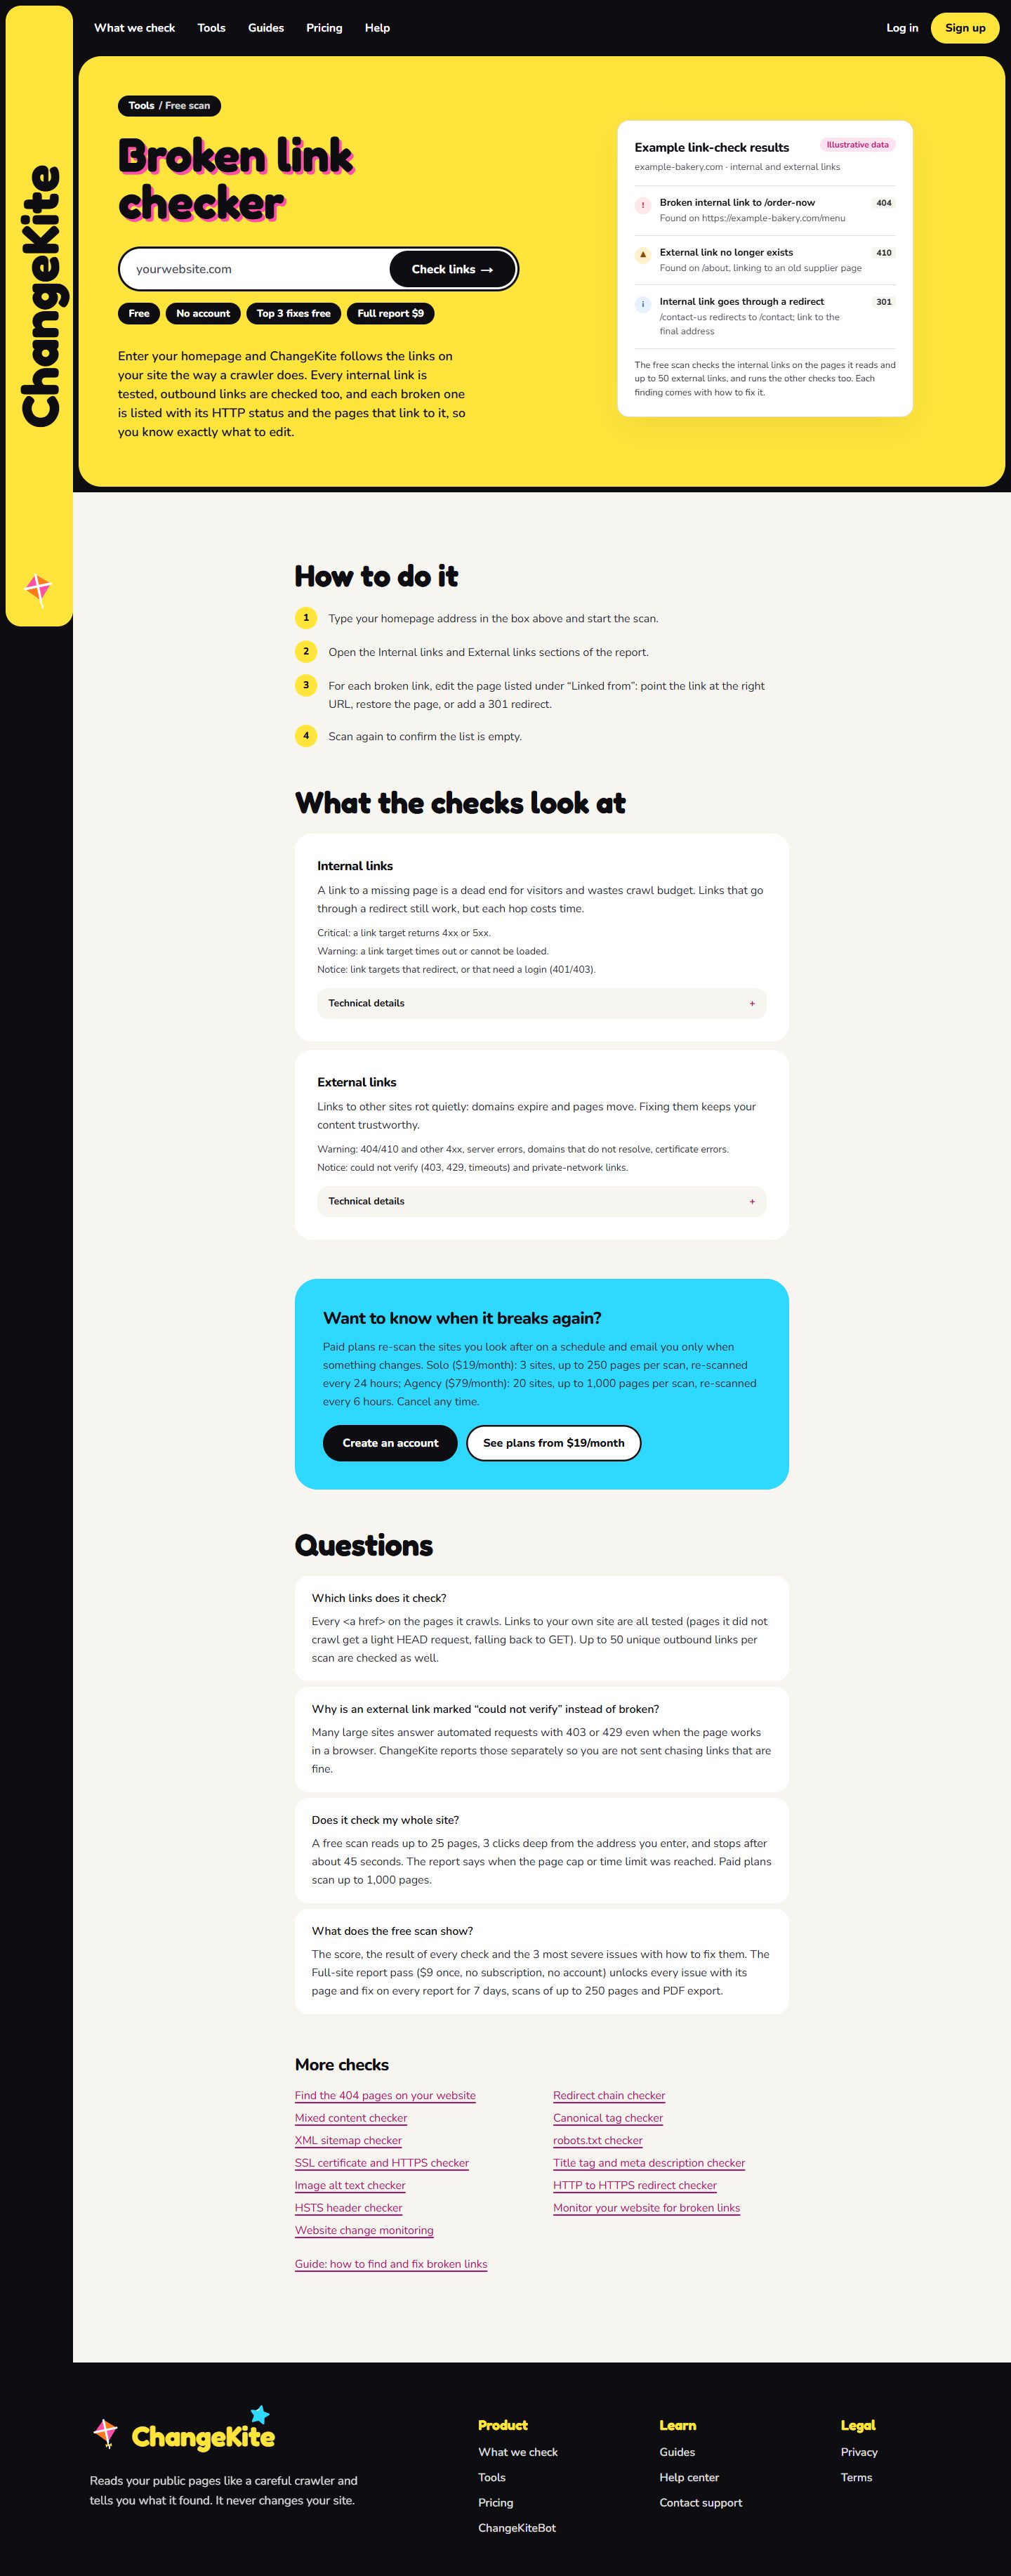 ChangeKite
What we check
Tools
Guides
Pricing
Help
Log in
Sign up
Tools / Free scan
Broken link
checker
yourwebsite.com
Check links →
Free
No account
Top 3 fixes free
Full report $9
Enter your homepage and ChangeKite follows the links on
your site the way a crawler does. Every internal link is
tested, outbound links are checked too, and each broken one
is listed with its HTTP status and the pages that link to it, so
you know exactly what to edit.
Example link-check results
Illustrative data
example-bakery.com · internal and external links
! Broken internal link to /order-now 404
Found on https://example-bakery.com/menu
▲ External link no longer exists 410
Found on /about, linking to an old supplier page
i Internal link goes through a redirect 301
/contact-us redirects to /contact; link to the
final address
The free scan checks the internal links on the pages it reads and
up to 50 external links, and runs the other checks too. Each
finding comes with how to fix it.
How to do it
1 Type your homepage address in the box above and start the scan.
2 Open the Internal links and External links sections of the report.
3 For each broken link, edit the page listed under “Linked from”: point the link at the right
URL, restore the page, or add a 301 redirect.
4 Scan again to confirm the list is empty.
What the checks look at
Internal links
A link to a missing page is a dead end for visitors and wastes crawl budget. Links that go
through a redirect still work, but each hop costs time.
Critical: a link target returns 4xx or 5xx.
Warning: a link target times out or cannot be loaded.
Notice: link targets that redirect, or that need a login (401/403).
Technical details +
External links
Links to other sites rot quietly: domains expire and pages move. Fixing them keeps your
content trustworthy.
Warning: 404/410 and other 4xx, server errors, domains that do not resolve, certificate errors.
Notice: could not verify (403, 429, timeouts) and private-network links.
Technical details +
Want to know when it breaks again?
Paid plans re-scan the sites you look after on a schedule and email you only when
something changes. Solo ($19/month): 3 sites, up to 250 pages per scan, re-scanned
every 24 hours; Agency ($79/month): 20 sites, up to 1,000 pages per scan, re-scanned
every 6 hours. Cancel any time.
Create an account
See plans from $19/month
Questions
Which links does it check?
Every <a href> on the pages it crawls. Links to your own site are all tested (pages it did not
crawl get a light HEAD request, falling back to GET). Up to 50 unique outbound links per
scan are checked as well.
Why is an external link marked “could not verify” instead of broken?
Many large sites answer automated requests with 403 or 429 even when the page works
in a browser. ChangeKite reports those separately so you are not sent chasing links that are
fine.
Does it check my whole site?
A free scan reads up to 25 pages, 3 clicks deep from the address you enter, and stops after
about 45 seconds. The report says when the page cap or time limit was reached. Paid plans
scan up to 1,000 pages.
What does the free scan show?
The score, the result of every check and the 3 most severe issues with how to fix them. The
Full-site report pass ($9 once, no subscription, no account) unlocks every issue with its
page and fix on every report for 7 days, scans of up to 250 pages and PDF export.
More checks
Find the 404 pages on your website
Redirect chain checker
Mixed content checker
Canonical tag checker
XML sitemap checker
robots.txt checker
SSL certificate and HTTPS checker
Title tag and meta description checker
Image alt text checker
HTTP to HTTPS redirect checker
HSTS header checker
Monitor your website for broken links
Website change monitoring
Guide: how to find and fix broken links
ChangeKite
Reads your public pages like a careful crawler and
tells you what it found. It never changes your site.
Product
What we check
Tools
Pricing
ChangeKiteBot
Learn
Guides
Help center
Contact support
Legal
Privacy
Terms